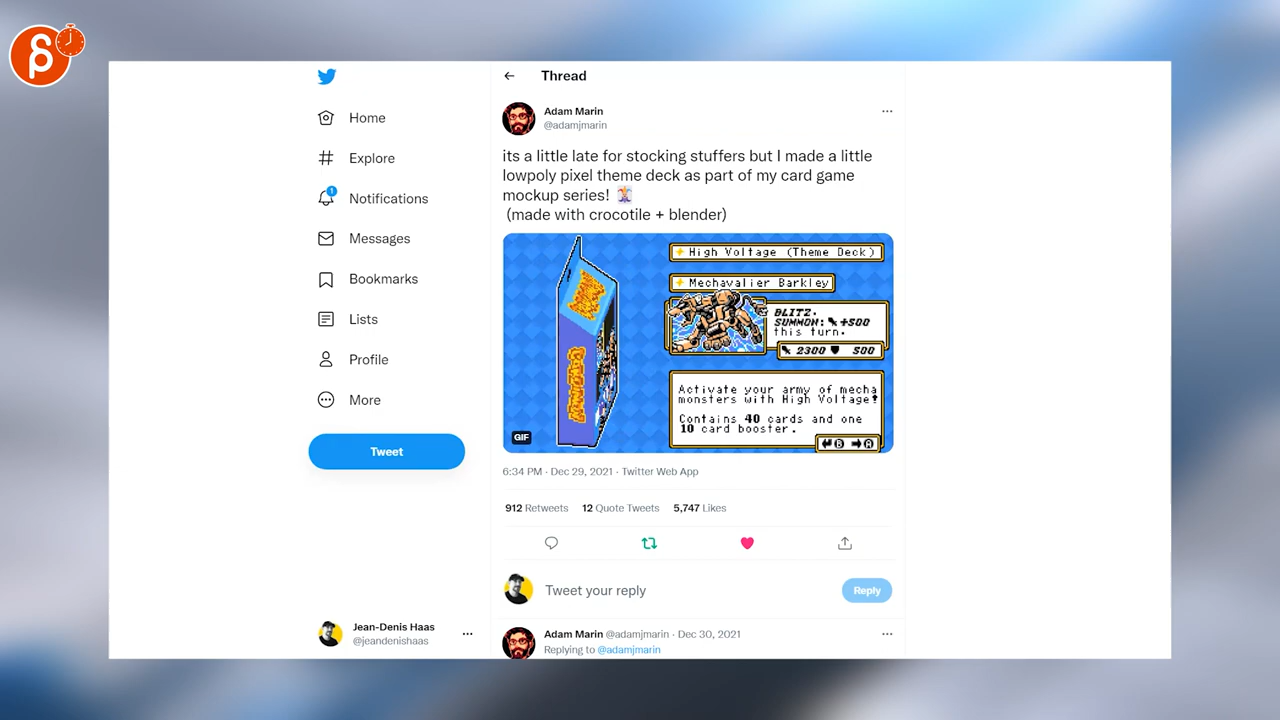 Thread
Adam Marin
@adamjmarin
Home
Explore
1
Notifications
Messages
Bookmarks
Lists
Profile
More
Tweet
its a little late for stocking stuffers but I made a little
lowpoly pixel theme deck as part of my card game
mockup series!
(made with crocotile + blender)
High Voltage (Theme Deck)
Mechavalier Barkley
BLITZ.
SUMMON: +500
this turn.
2300 500
Activate your army of mecha
monsters with High Voltage!
Contains 40 cards and one
10 card booster.
B A
GIF
6:34 PM · Dec 29, 2021 · Twitter Web App
912 Retweets 12 Quote Tweets 5,747 Likes
Tweet your reply
Reply
Jean-Denis Haas
@jeandenishaas
Adam Marin @adamjmarin · Dec 30, 2021
Replying to @adamjmarin